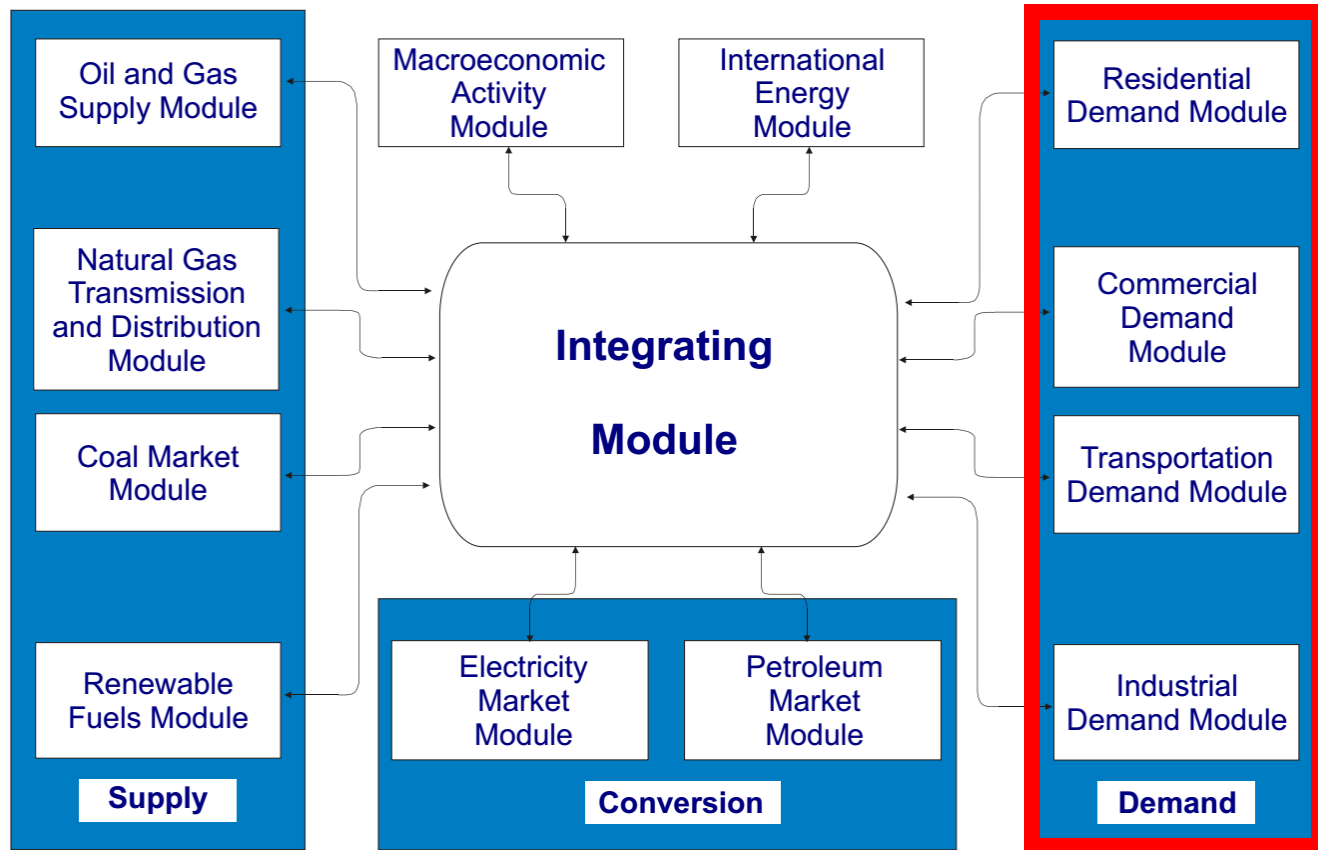 Oil and Gas
Supply Module
Natural Gas
Transmission
and Distribution
Module
Coal Market
Module
Renewable
Fuels Module
Supply
Macroeconomic
Activity
Module
International
Energy
Module
Integrating
Module
Electricity
Market
Module
Petroleum
Market
Module
Conversion
Residential
Demand Module
Commercial
Demand
Module
Transportation
Demand Module
Industrial
Demand Module
Demand